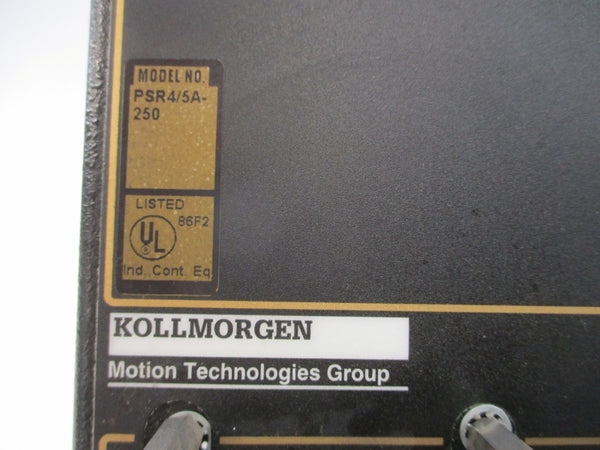 MODEL NO.
PSR4/5A-
250
LISTED
86F2
UL
®
Ind. Cont. Eq
KOLLMORGEN
Motion Technologies Group